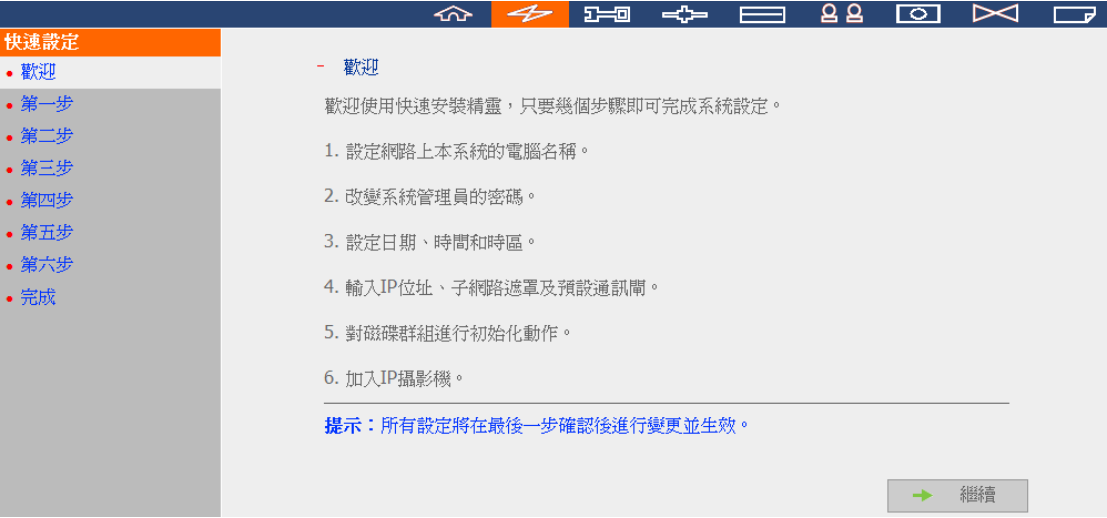 快速設定
歡迎
第一步
第二步
第三步
第四步
第五步
第六步
完成
- 歡迎
歡迎使用快速安裝精靈，只要幾個步驟即可完成系統設定。
1. 設定網路上本系統的電腦名稱。
2. 改變系統管理員的密碼。
3. 設定日期、時間和時區。
4. 輸入IP位址、子網路遮罩及預設通訊閘。
5. 對磁碟群組進行初始化動作。
6. 加入IP攝影機。
提示：所有設定將在最後一步確認後進行變更並生效。
繼續